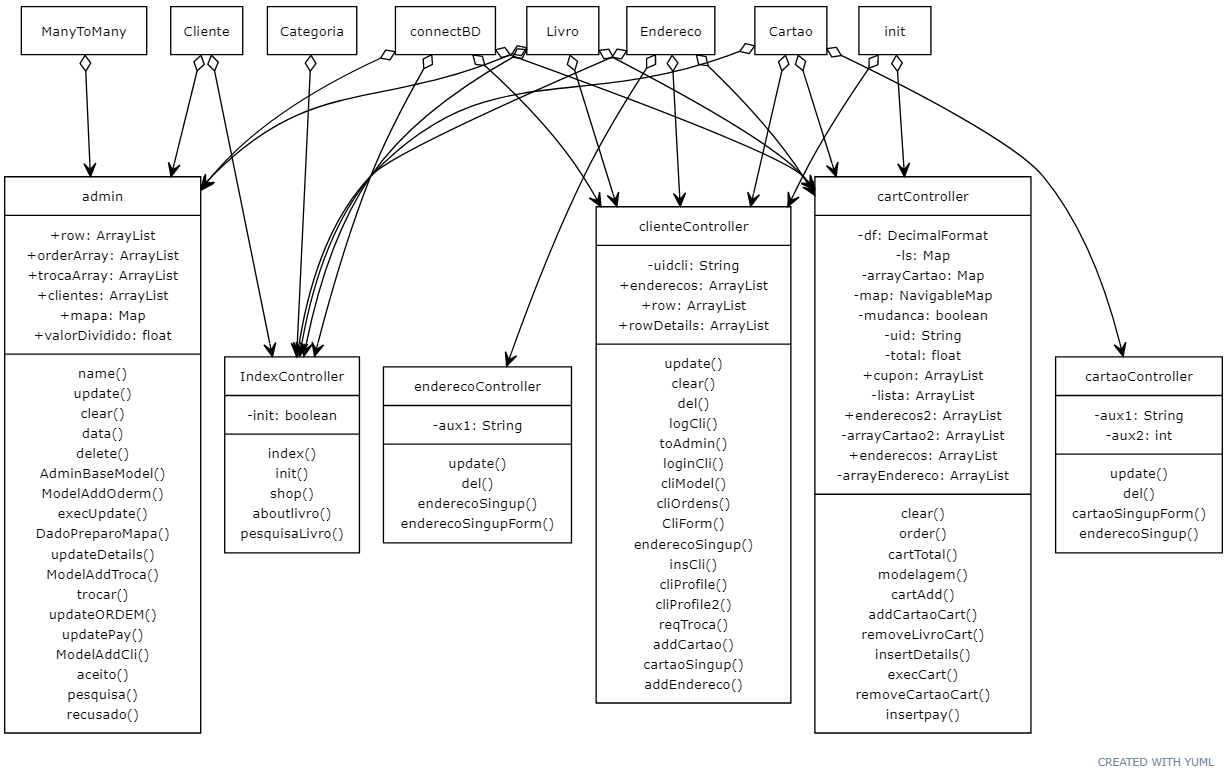 ManyToMany
Cliente
Categoria
connectBD
Livro
Endereco
Cartao
init
admin
+row: ArrayList
+orderArray: ArrayList
+trocaArray: ArrayList
+clientes: ArrayList
+mapa: Map
+valorDividido: float
name()
update()
clear()
data()
delete()
AdminBaseModel()
ModelAddOderm()
execUpdate()
DadoPreparoMapa()
updateDetails()
ModelAddTroca()
trocar()
updateORDEM()
updatePay()
ModelAddCli()
aceito()
pesquisa()
recusado()
IndexController
-init: boolean
index()
init()
shop()
aboutlivro()
pesquisaLivro()
enderecoController
-aux1: String
update()
del()
enderecoSingup()
enderecoSingupForm()
clienteController
-uidcli: String
+enderecos: ArrayList
+row: ArrayList
+rowDetails: ArrayList
update()
clear()
del()
logCli()
toAdmin()
loginCli()
cliModel()
cliOrdens()
CliForm()
enderecoSingup()
insCli()
cliProfile()
cliProfile2()
reqTroca()
addCartao()
cartaoSingup()
addEndereco()
cartController
-df: DecimalFormat
-ls: Map
-arrayCartao: Map
-map: NavigableMap
-mudanca: boolean
-uid: String
-total: float
+cupon: ArrayList
-lista: ArrayList
+enderecos2: ArrayList
-arrayCartao2: ArrayList
+enderecos: ArrayList
-arrayEndereco: ArrayList
clear()
order()
cartTotal()
modelagem()
cartAdd()
addCartaoCart()
removeLivroCart()
insertDetails()
execCart()
removeCartaoCart()
insertpay()
cartaoController
-aux1: String
-aux2: int
update()
del()
cartaoSingupForm()
enderecoSingup()
CREATED WITH YUML